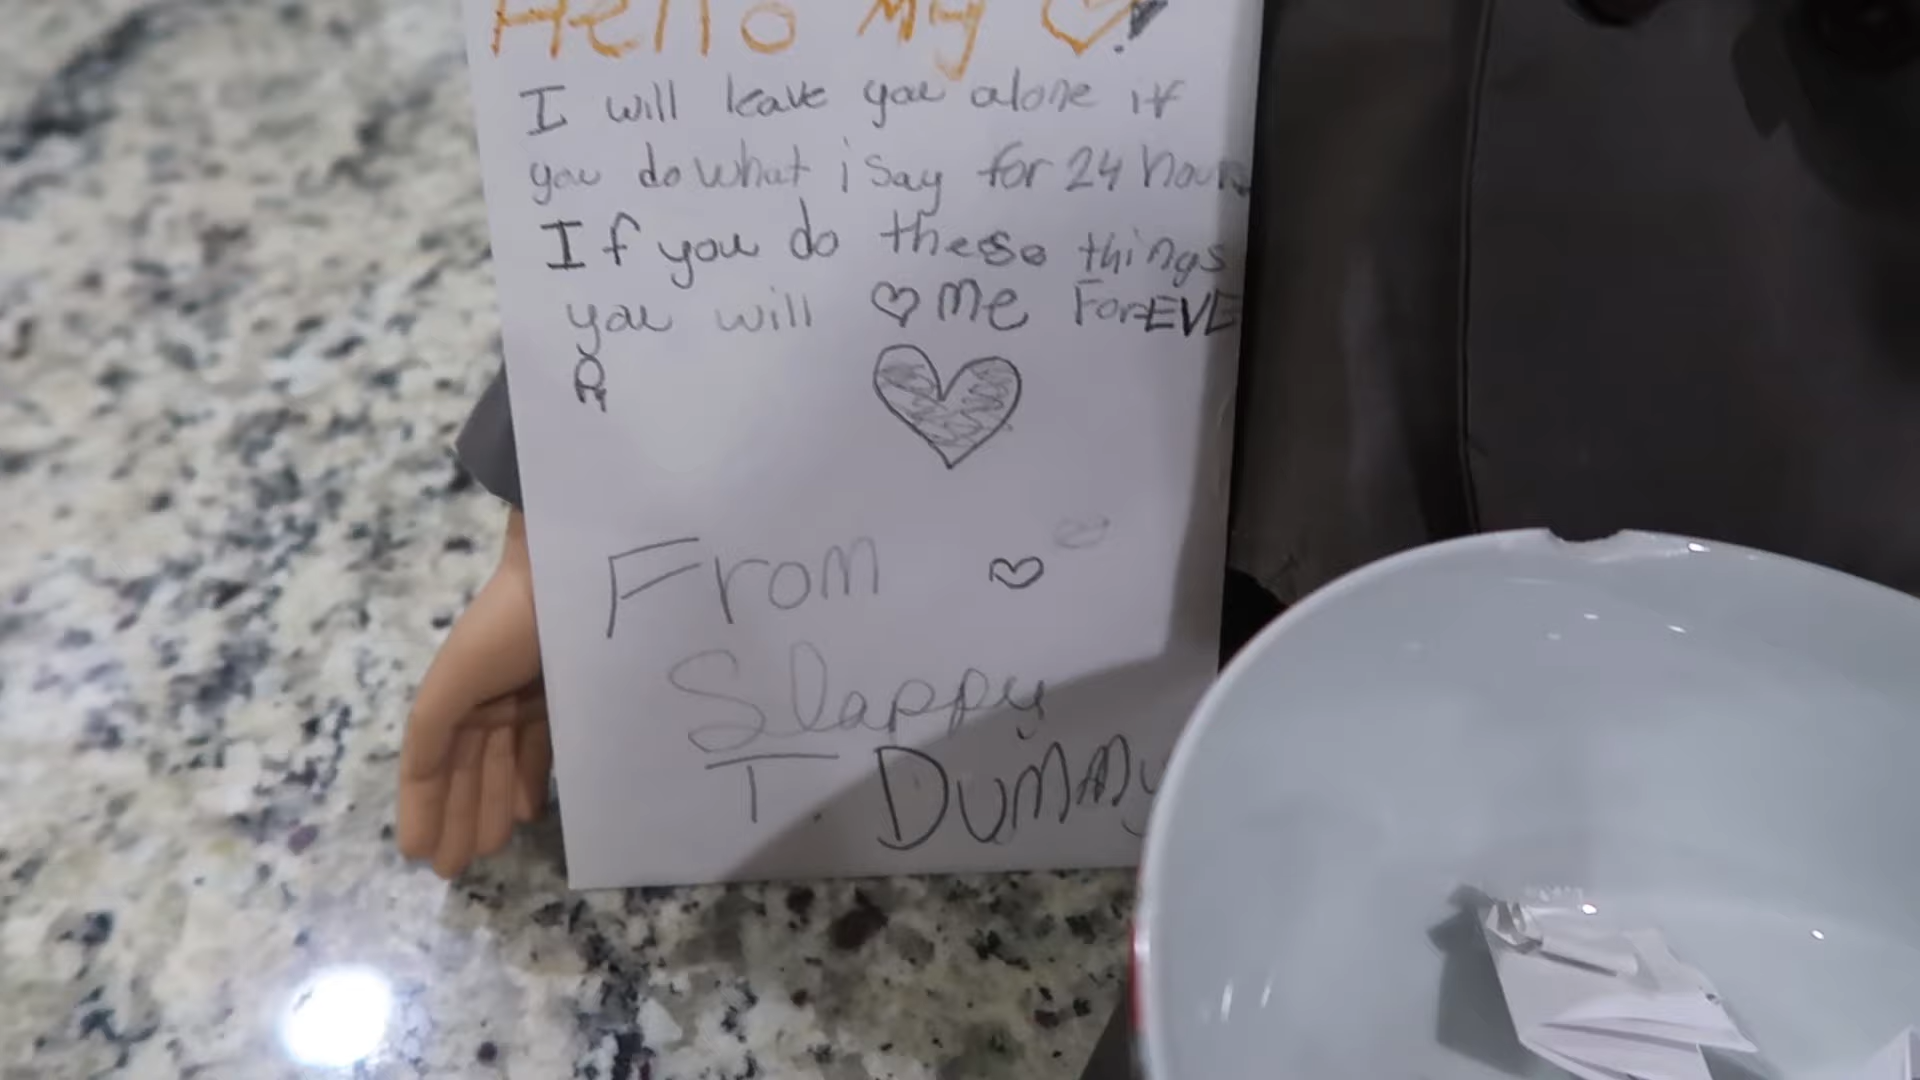 Hello My ♡!
I will leave you alone if
you do what i say for 24 hours
If you do these things
you will ♡ me ForEVE
R
From ♡
Slappy
T. Dummy